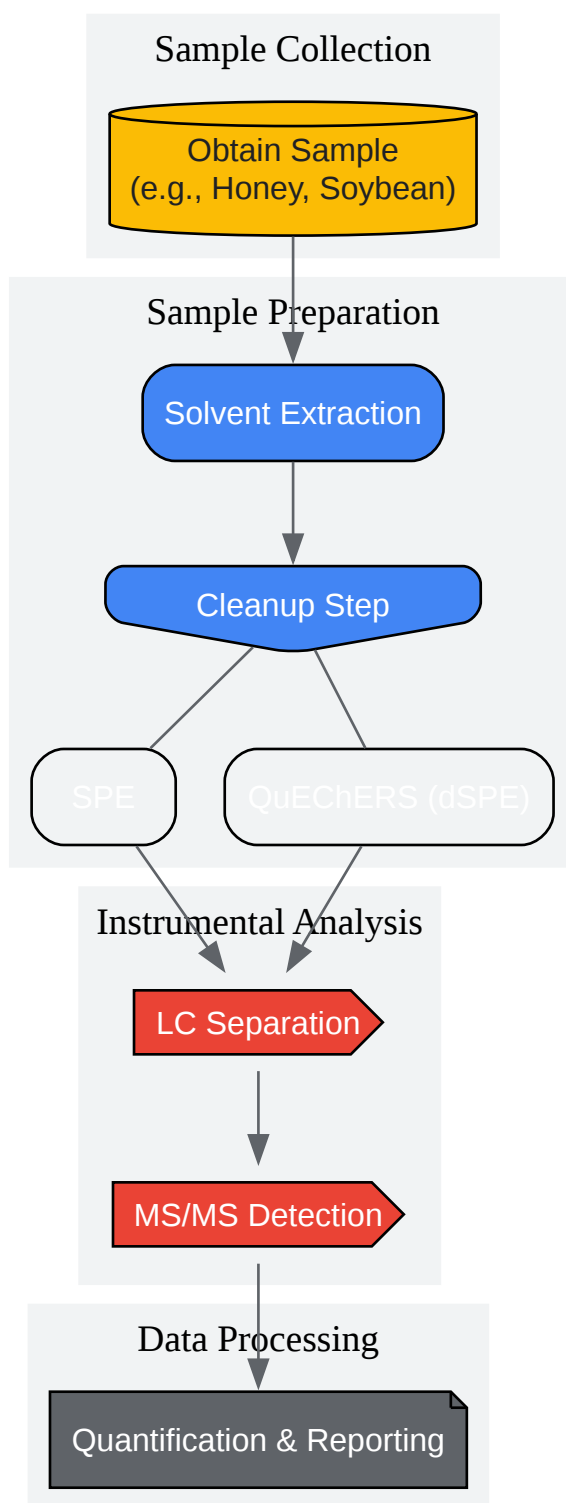 Sample Collection
Obtain Sample
(e.g., Honey, Soybean)
Sample Preparation
Solvent Extraction
Cleanup Step
SPE
QuEChERS (dSPE)
Instrumental Analysis
LC Separation
MS/MS Detection
Data Processing
Quantification & Reporting